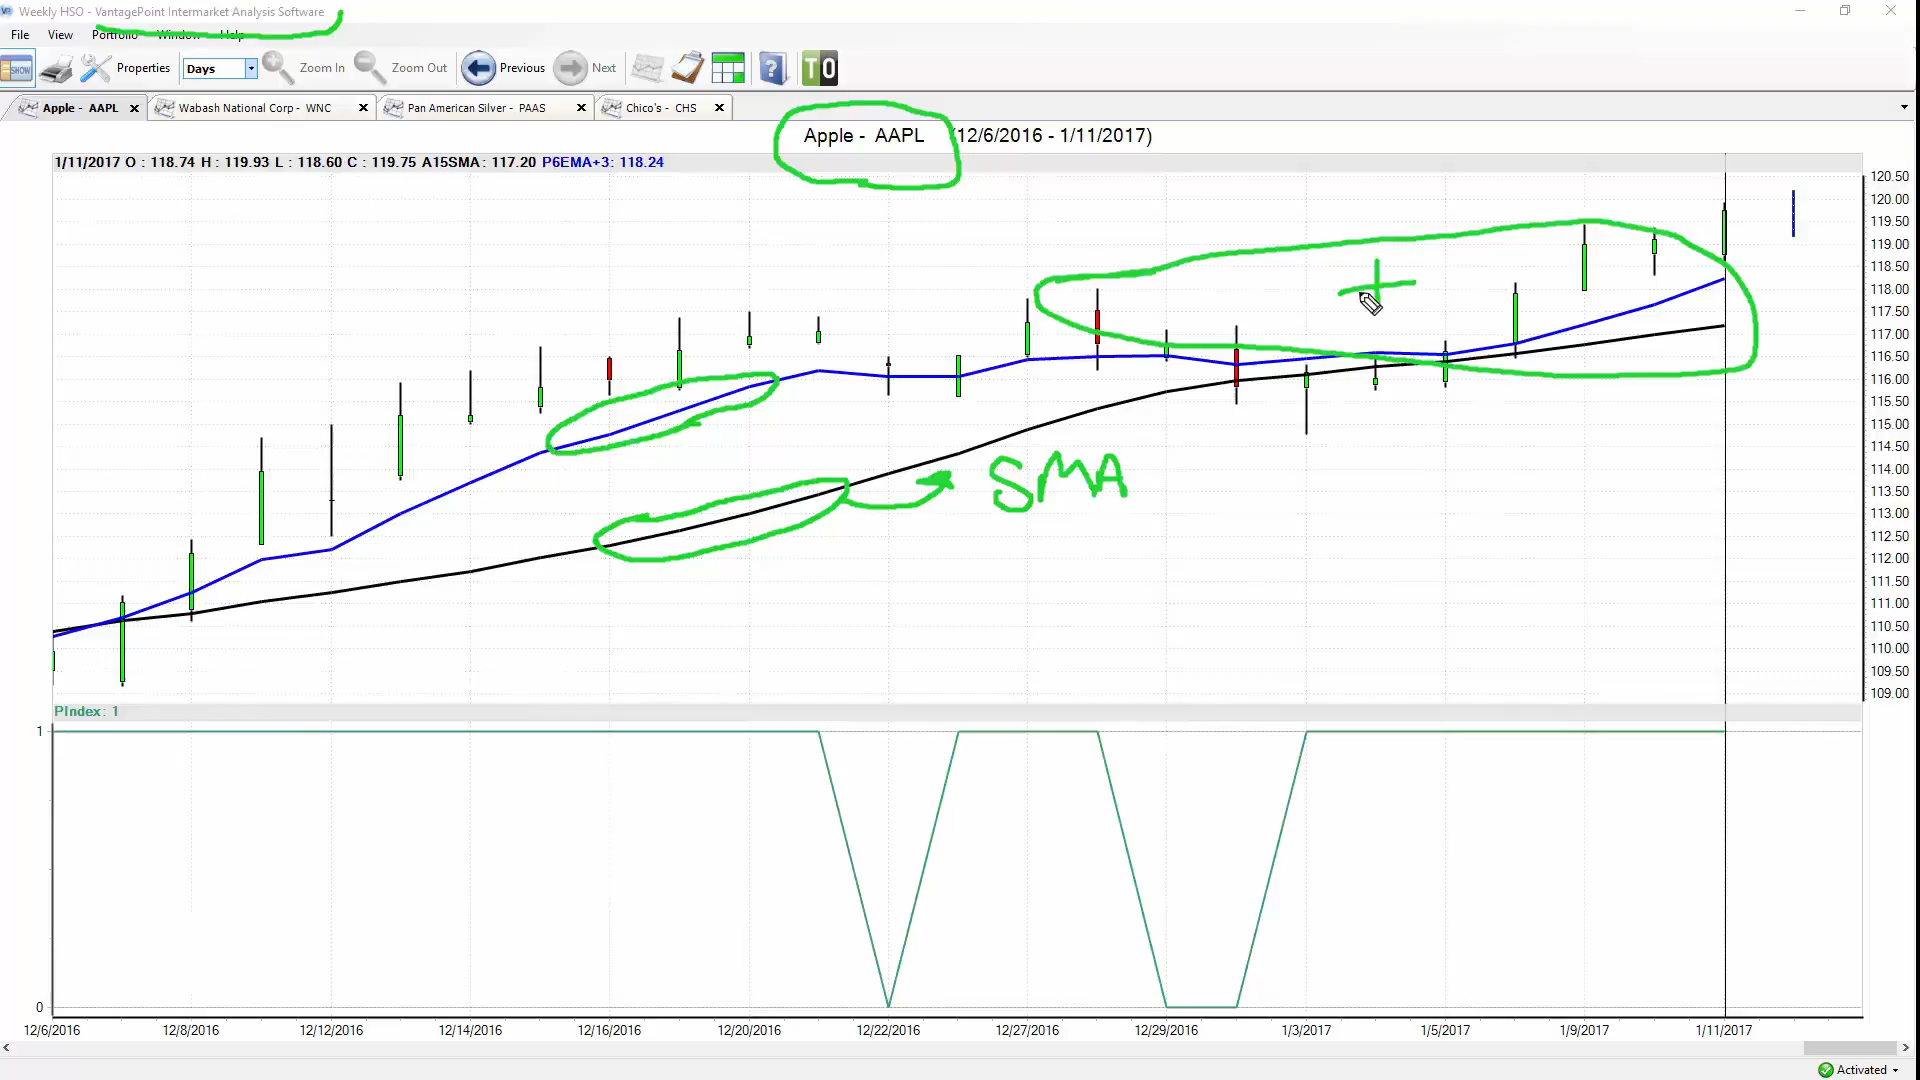 Weekly HSO - VantagePoint Intermarket Analysis Software
File View Portfolio Window Help
SHOW Properties Days Zoom In Zoom Out Previous Next ? TO
Apple - AAPL Wabash National Corp - WNC Pan American Silver - PAAS Chico's - CHS
Apple - AAPL (12/6/2016 - 1/11/2017)
1/11/2017 O : 118.74 H : 119.93 L : 118.60 C : 119.75 A15SMA: 117.20 P6EMA+3: 118.24
120.50
120.00
119.50
119.00
118.50
118.00
117.50
117.00
116.50
116.00
115.50
115.00
114.50
114.00
113.50
113.00
112.50
112.00
111.50
111.00
110.50
110.00
109.50
109.00
+
SMA
PIndex: 1
1
0
12/6/2016 12/8/2016 12/12/2016 12/14/2016 12/16/2016 12/20/2016 12/22/2016 12/27/2016 12/29/2016 1/3/2017 1/5/2017 1/9/2017 1/11/2017
Activated